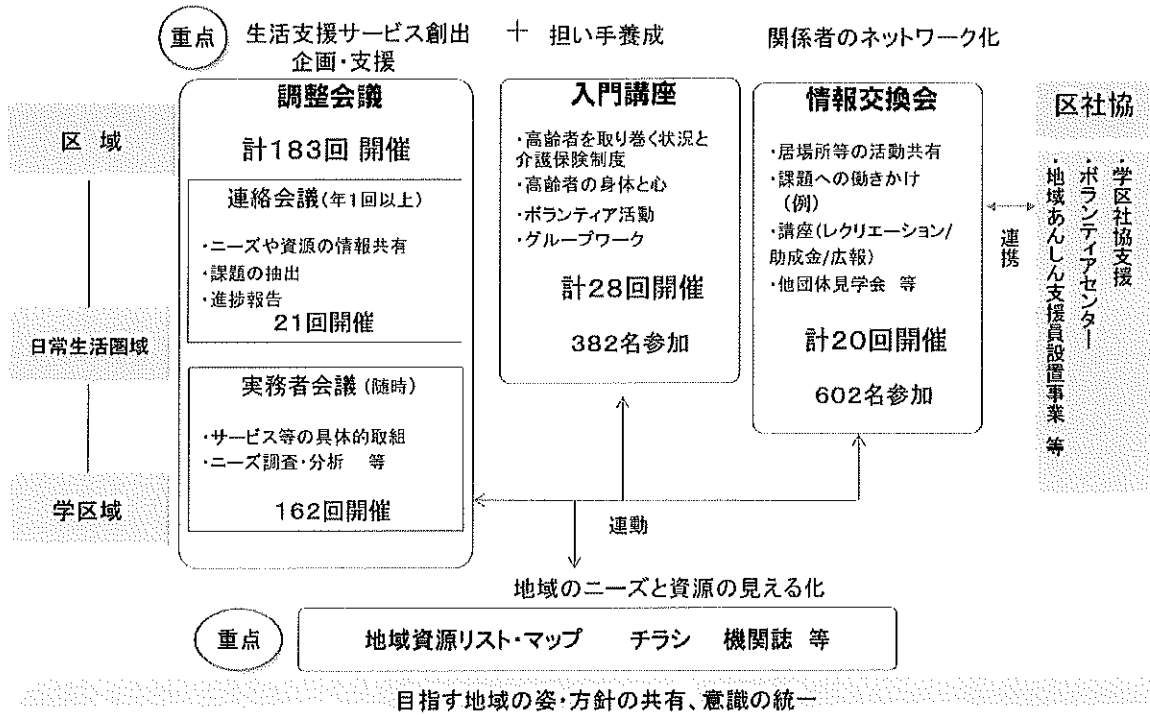 重点
生活支援サービス創出
企画・支援
＋
担い手養成
関係者のネットワーク化
区 域
日常生活圏域
学区域
調整会議
計183回 開催
連絡会議(年1回以上)
・ニーズや資源の情報共有
・課題の抽出
・進捗報告
21回開催
実務者会議 (随時)
・サービス等の具体的取組
・ニーズ調査・分析 等
162回開催
入門講座
・高齢者を取り巻く状況と
介護保険制度
・高齢者の身体と心
・ボランティア活動
・グループワーク
計28回開催
382名参加
情報交換会
・居場所等の活動共有
・課題への働きかけ
(例)
・講座(レクリエーション/
助成金/広報)
・他団体見学会 等
計20回開催
602名参加
連携
区社協
・学区社協支援
・ボランティアセンター
・地域あんしん支援員設置事業 等
連動
地域のニーズと資源の見える化
重点
地域資源リスト・マップ チラシ 機関誌 等
目指す地域の姿・方針の共有、意識の統一